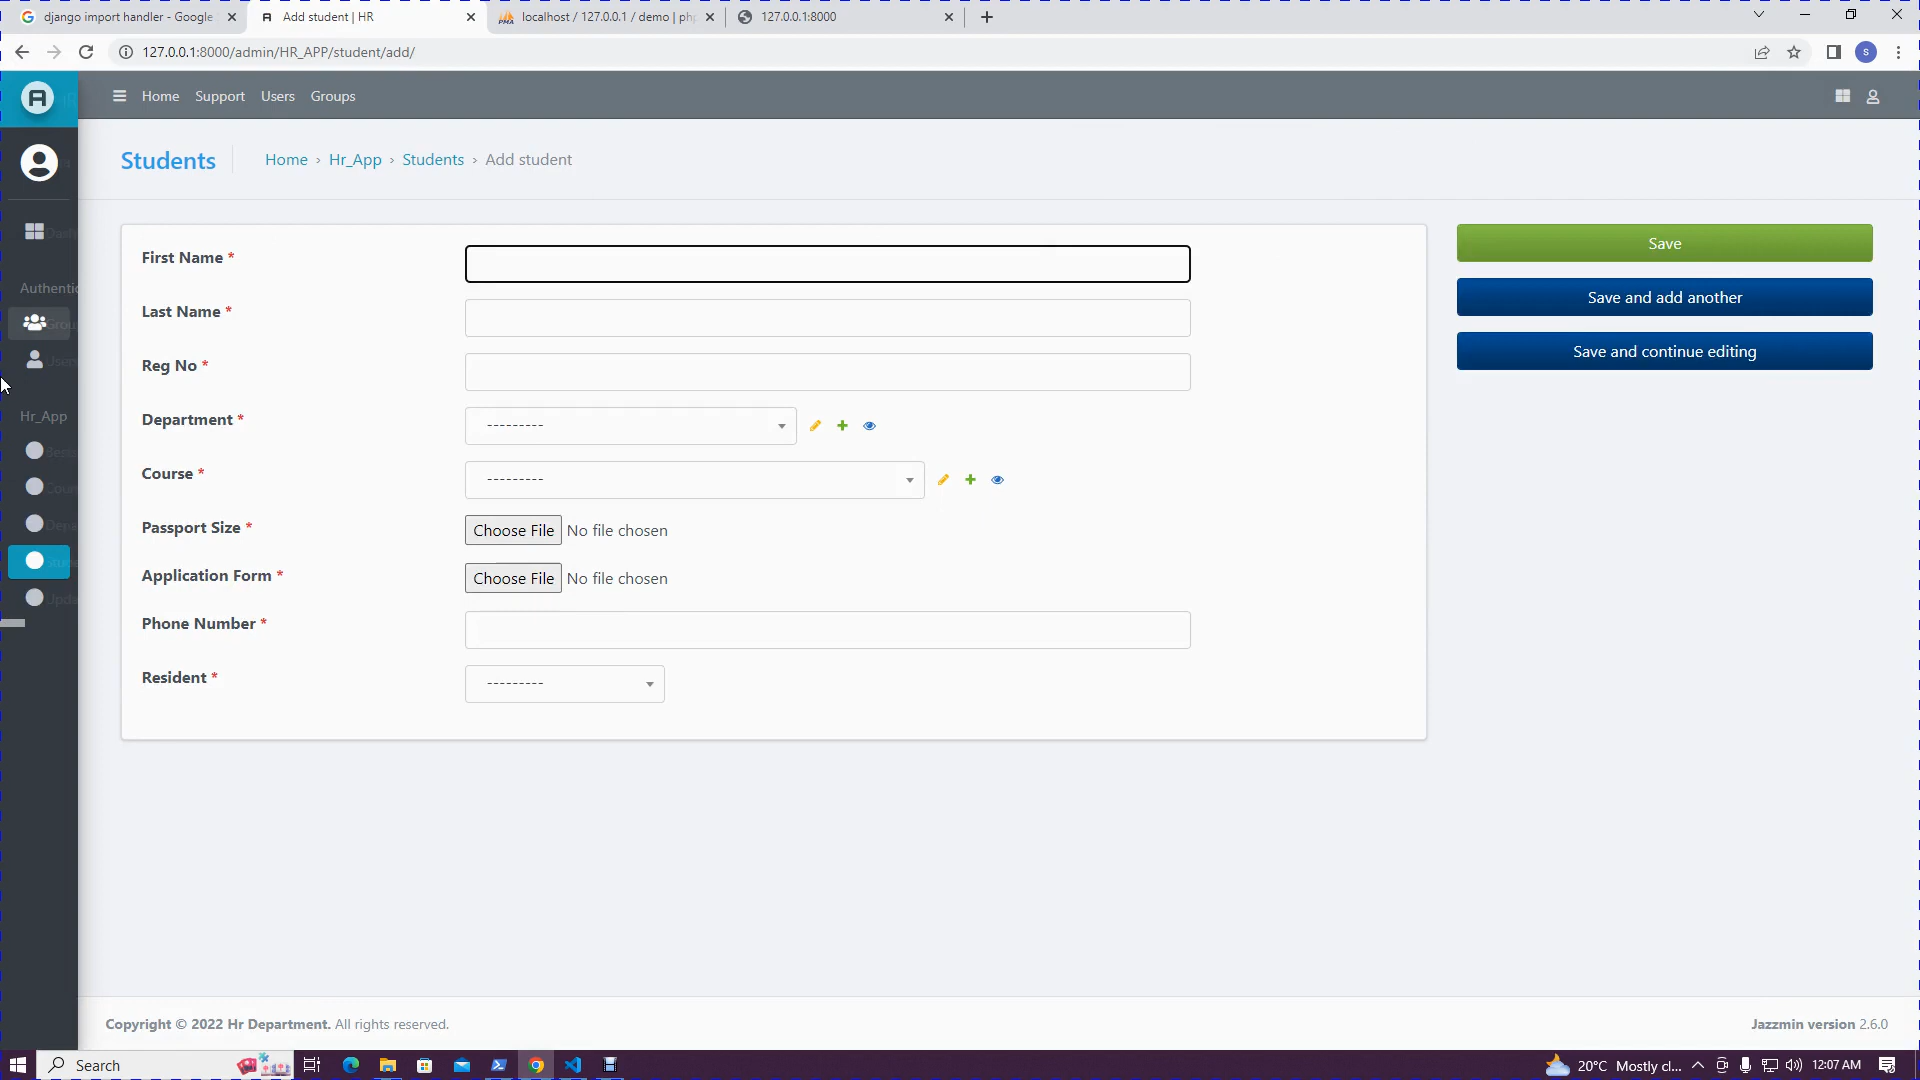 django import handler - Google
Add student | HR
localhost / 127.0.0.1 / demo | ph
127.0.0.1:8000
127.0.0.1:8000/admin/HR_APP/student/add/
S
Home Support Users Groups
Students
Home › Hr_App › Students › Add student
Authentic
Hr_App
First Name *
Last Name *
Reg No *
Department *
---------
Course *
---------
Passport Size *
Choose File No file chosen
Application Form *
Choose File No file chosen
Phone Number *
Resident *
---------
Save
Save and add another
Save and continue editing
Copyright © 2022 Hr Department. All rights reserved.
Jazzmin version 2.6.0
Search
20°C Mostly cl...
12:07 AM